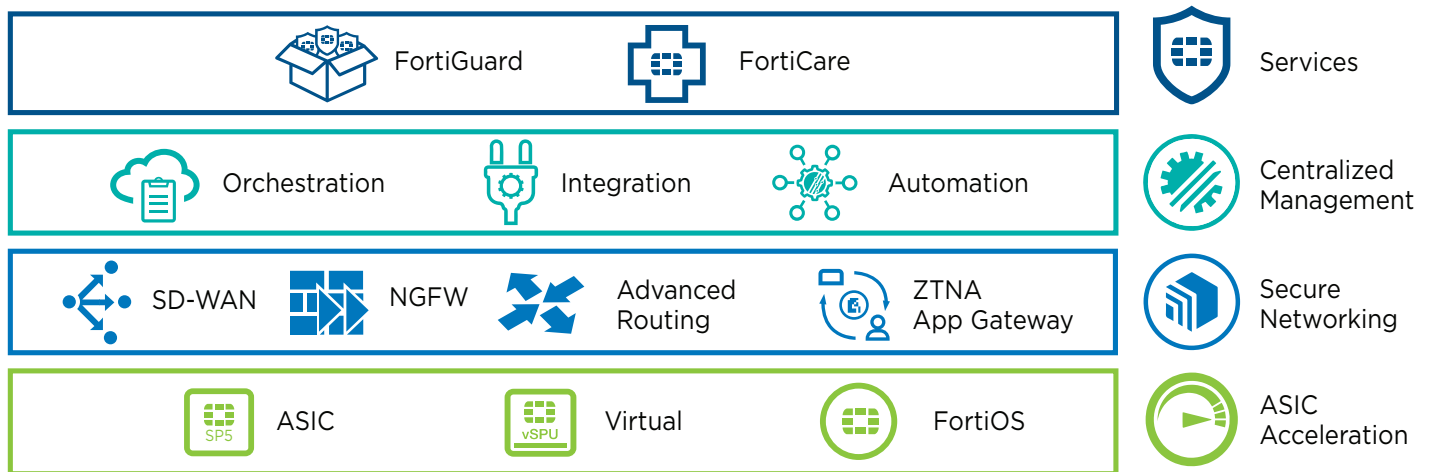 FortiGuard
FortiCare
Services
Orchestration
Integration
Automation
Centralized
Management
SD-WAN
NGFW
Advanced
Routing
ZTNA
App Gateway
Secure
Networking
SP5
ASIC
vSPU
Virtual
FortiOS
ASIC
Acceleration